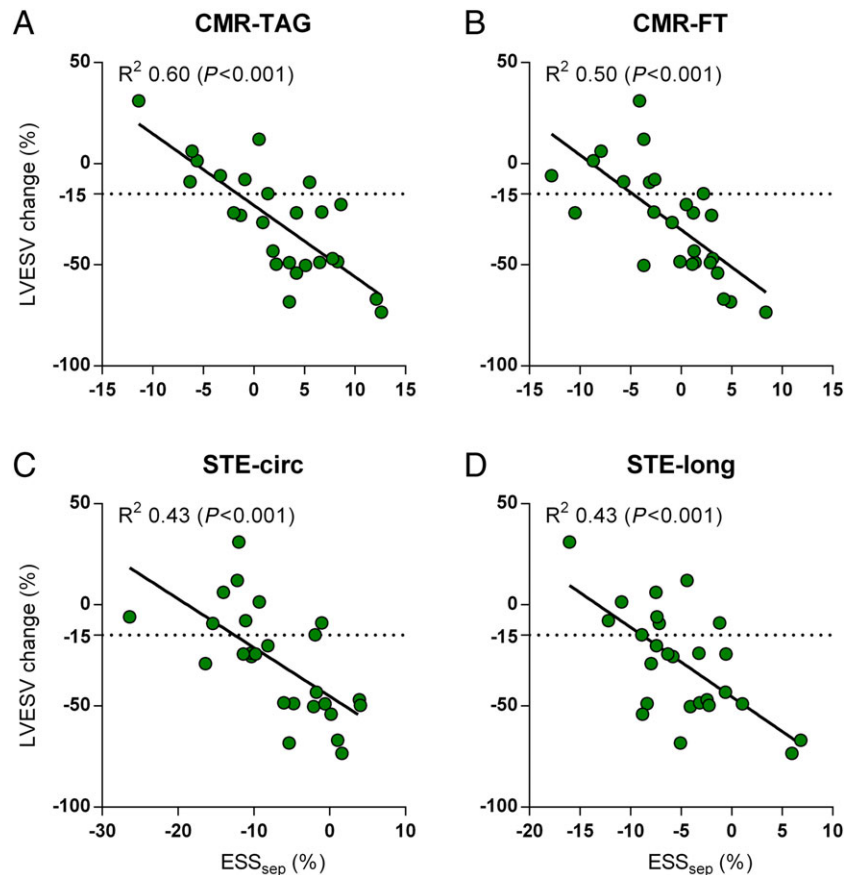 A
CMR-TAG
R² 0.60 (P<0.001)
LVESV change (%)
50
0
-15
-50
-100
-15 -10 -5 0 5 10 15
B
CMR-FT
R² 0.50 (P<0.001)
50
0
-15
-50
-100
-15 -10 -5 0 5 10 15
C
STE-circ
R² 0.43 (P<0.001)
LVESV change (%)
50
0
-15
-50
-100
-30 -20 -10 0 10
ESSsep (%)
D
STE-long
R² 0.43 (P<0.001)
50
0
-15
-50
-100
-20 -15 -10 -5 0 5 10
ESSsep (%)